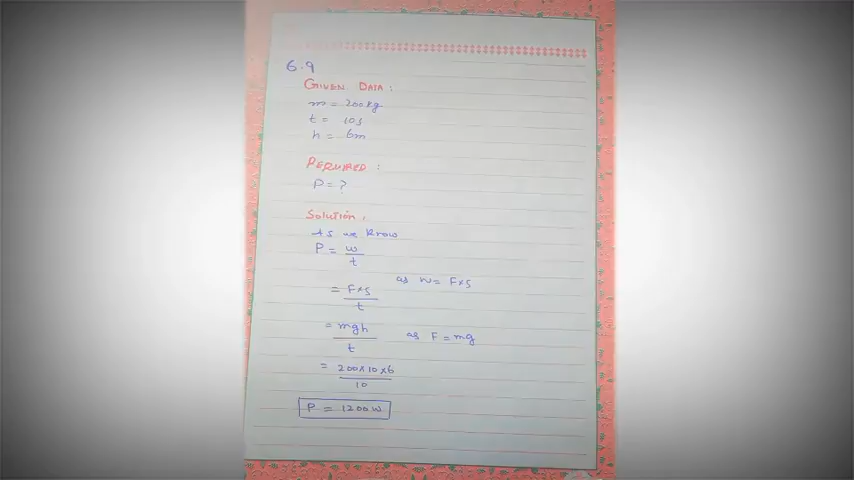 6.9
GIVEN DATA:
m = 200kg
t = 10s
h = 6m
REQUIRED:
P = ?
Solution,
As we know
P = w/t
= F×S/t as W = F×S
= mgh/t as F = mg
= 200×10×6/10
P = 1200W